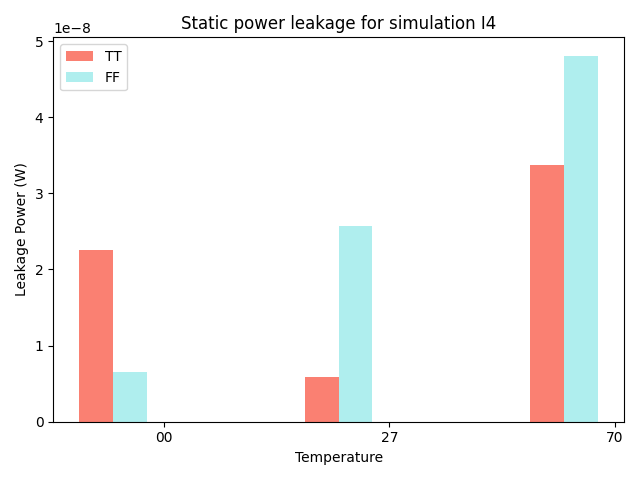 Static power leakage for simulation I4
1e−8
TT
FF
5
4
3
2
1
0
Leakage Power (W)
00
27
70
Temperature